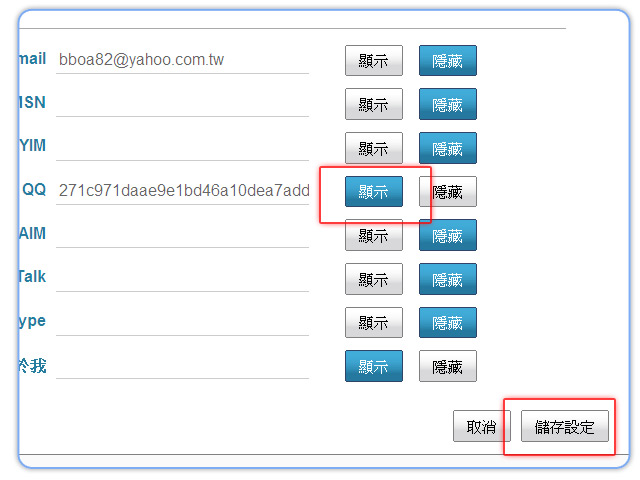 mail bboa82@yahoo.com.tw 顯示 隱藏
MSN 顯示 隱藏
YIM 顯示 隱藏
QQ 271c971daae9e1bd46a10dea7add 顯示 隱藏
AIM 顯示 隱藏
Talk 顯示 隱藏
ype 顯示 隱藏
於我 顯示 隱藏
取消 儲存設定